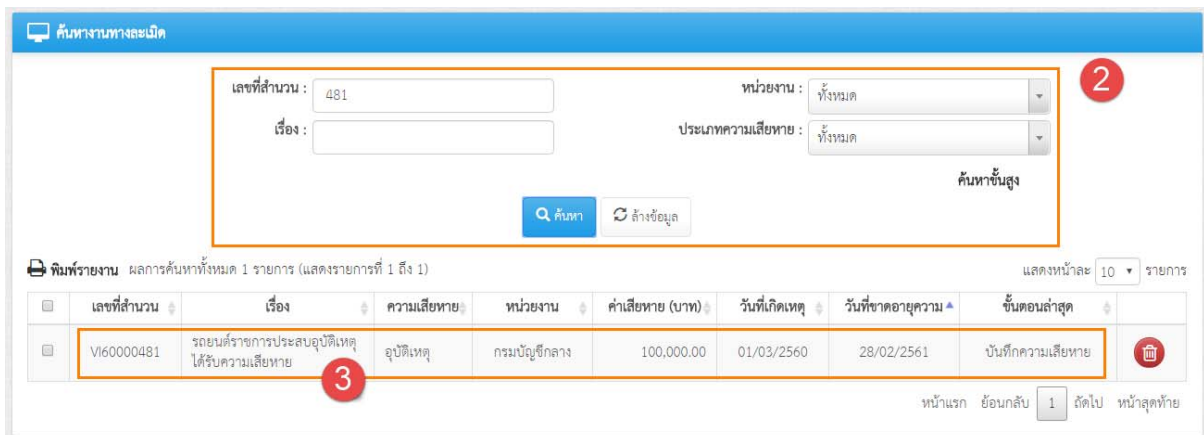 ค้นหางานทางละเมิด
2
เลขที่สำนวน : 481 หน่วยงาน : ทั้งหมด
เรื่อง : ประเภทความเสียหาย : ทั้งหมด
ค้นหาขั้นสูง
ค้นหา ล้างข้อมูล
พิมพ์รายงาน ผลการค้นหาทั้งหมด 1 รายการ (แสดงรายการที่ 1 ถึง 1) แสดงหน้าละ 10 รายการ
เลขที่สำนวน เรื่อง ความเสียหาย หน่วยงาน ค่าเสียหาย (บาท) วันที่เกิดเหตุ วันที่ขาดอายุความ ขั้นตอนล่าสุด
VI60000481 รถยนต์ราชการประสบอุบัติเหตุ อุบัติเหตุ กรมบัญชีกลาง 100,000.00 01/03/2560 28/02/2561 บันทึกความเสียหาย
ได้รับความเสียหาย
3
หน้าแรก ย้อนกลับ 1 ถัดไป หน้าสุดท้าย